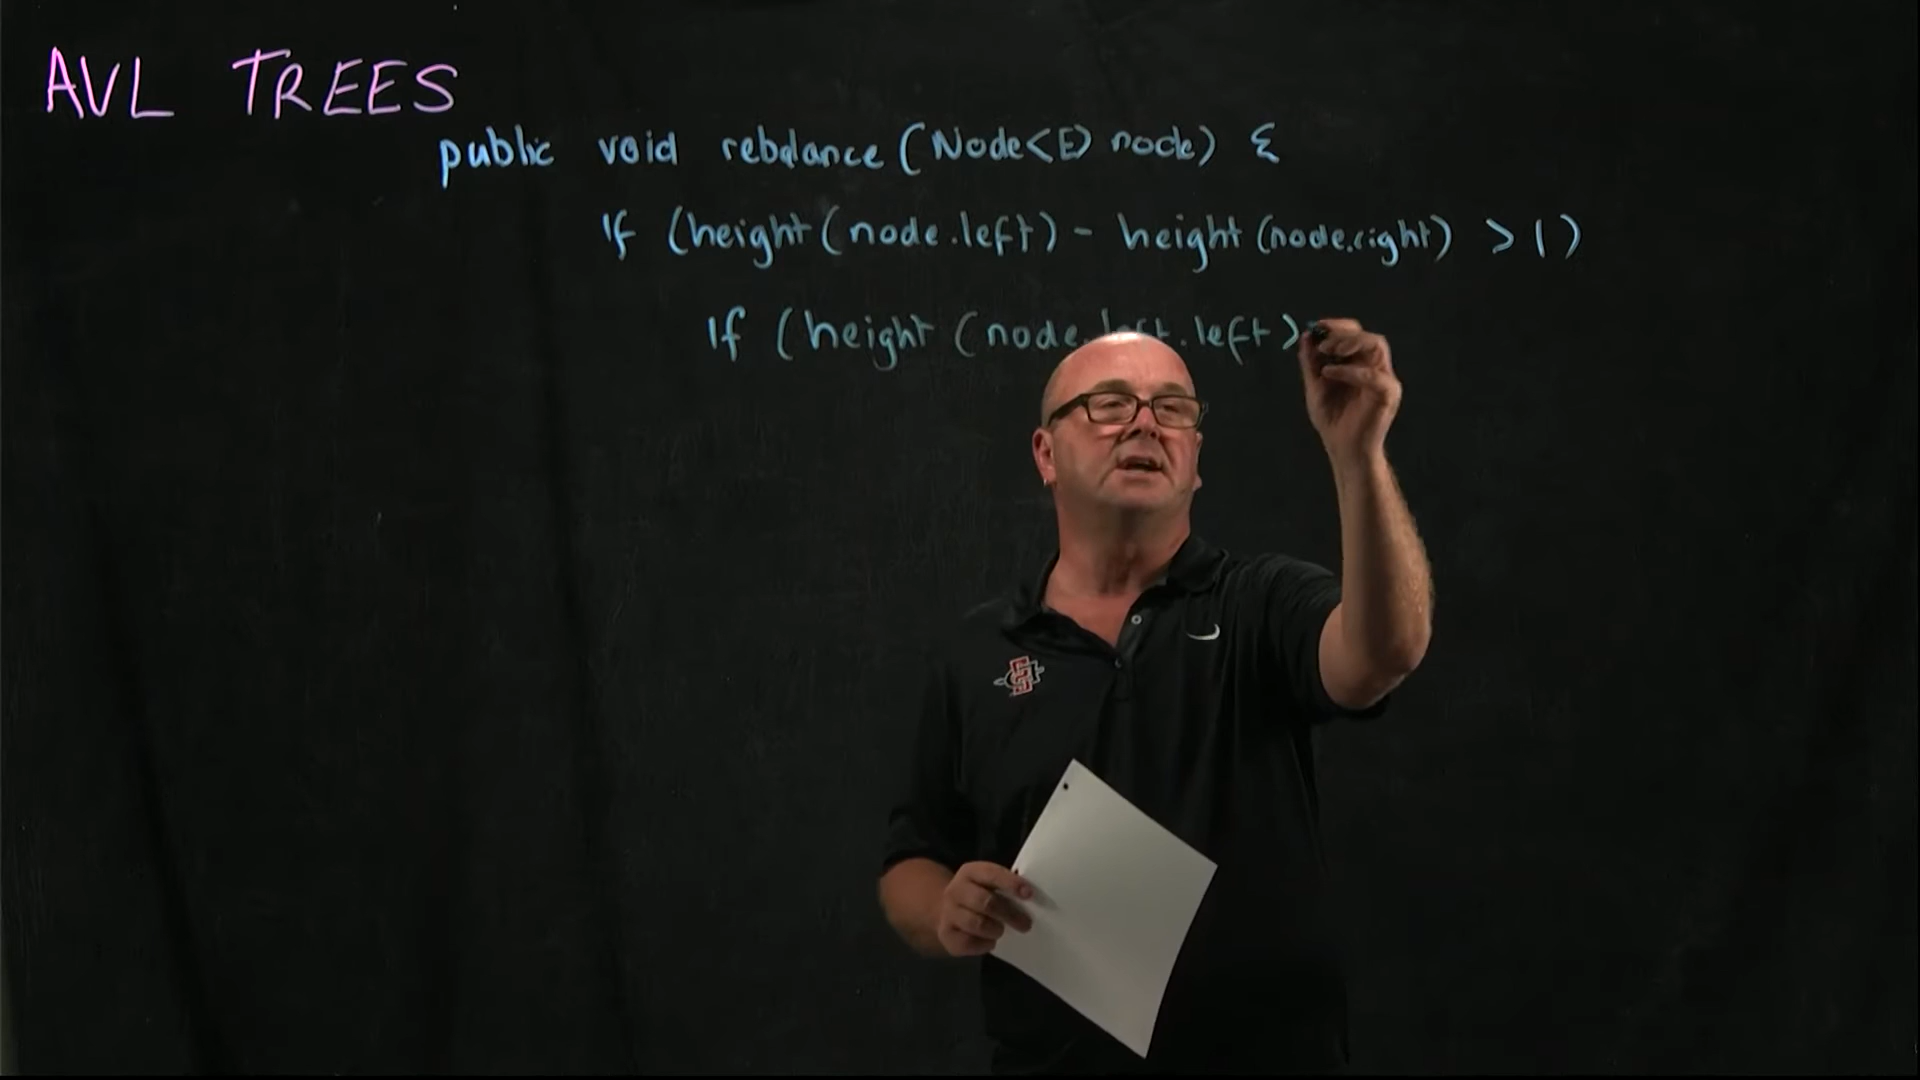 AVL TREES
public void rebalance (Node<E> node) {
If (height (node.left) - height (node.right) > 1)
If (height (node.left.left)